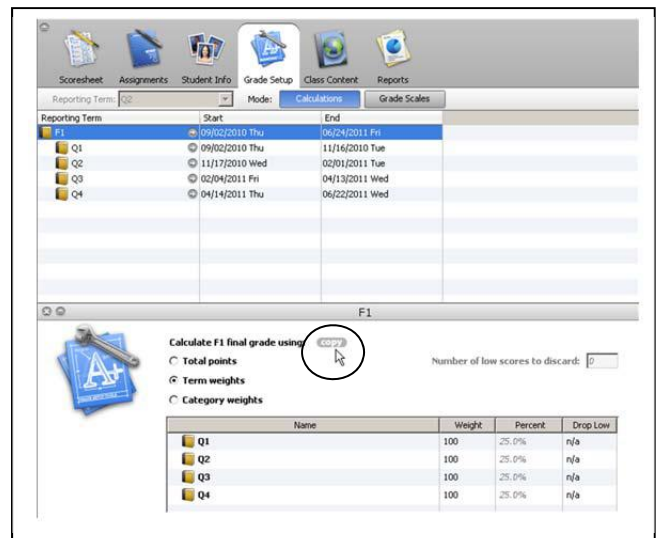 Scoresheet Assignments Student Info Grade Setup Class Content Reports
Reporting Term: Q2 Mode: Calculations Grade Scales
Reporting Term Start End
F1 09/02/2010 Thu 06/24/2011 Fri
Q1 09/02/2010 Thu 11/16/2010 Tue
Q2 11/17/2010 Wed 02/01/2011 Tue
Q3 02/04/2011 Fri 04/13/2011 Wed
Q4 04/14/2011 Thu 06/22/2011 Wed
F1
Calculate F1 final grade using: copy
Total points Number of low scores to discard: 0
Term weights
Category weights
A+
Name Weight Percent Drop Low
Q1 100 25.0% n/a
Q2 100 25.0% n/a
Q3 100 25.0% n/a
Q4 100 25.0% n/a